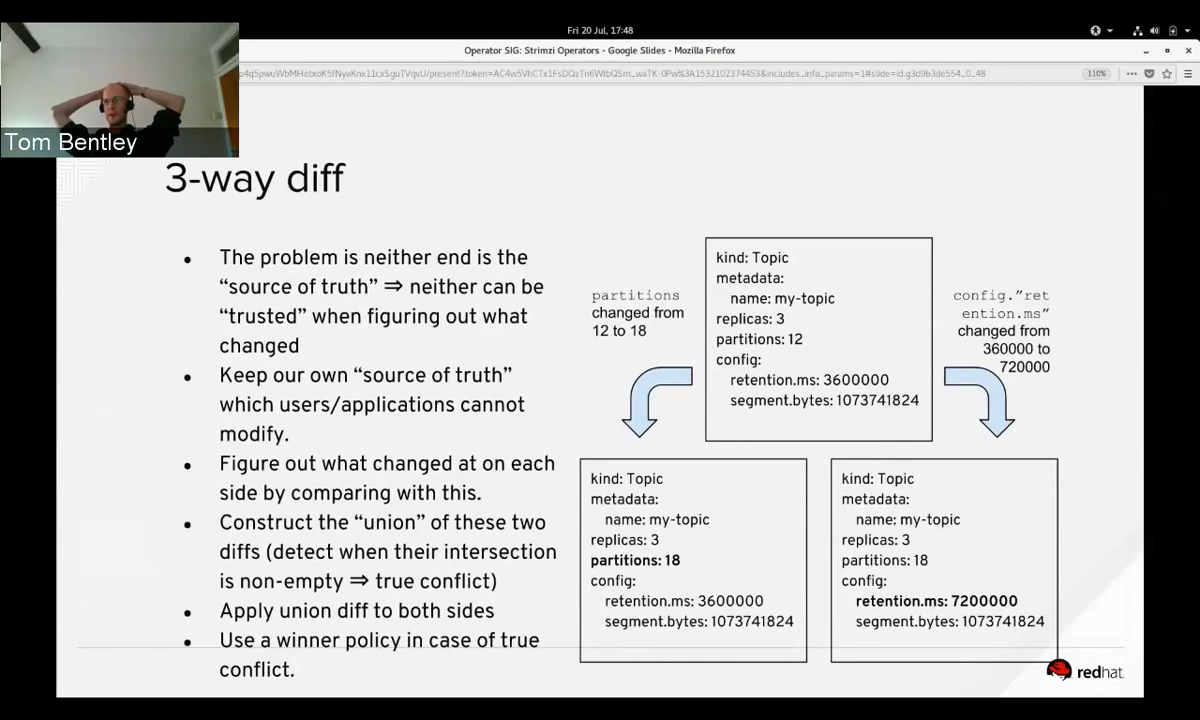 Fri 20 Jul, 17:48
Operator SIG: Strimzi Operators - Google Slides - Mozilla Firefox
110%
Tom Bentley
3-way diff
The problem is neither end is the
“source of truth” ⇒ neither can be
“trusted” when figuring out what
changed
Keep our own “source of truth”
which users/applications cannot
modify.
Figure out what changed at on each
side by comparing with this.
Construct the “union” of these two
diffs (detect when their intersection
is non-empty ⇒ true conflict)
Apply union diff to both sides
Use a winner policy in case of true
conflict.
partitions
changed from
12 to 18
kind: Topic
metadata:
name: my-topic
replicas: 3
partitions: 12
config:
retention.ms: 3600000
segment.bytes: 1073741824
config.”ret
ention.ms”
changed from
360000 to
720000
kind: Topic
metadata:
name: my-topic
replicas: 3
partitions: 18
config:
retention.ms: 3600000
segment.bytes: 1073741824
kind: Topic
metadata:
name: my-topic
replicas: 3
partitions: 18
config:
retention.ms: 7200000
segment.bytes: 1073741824
redhat.